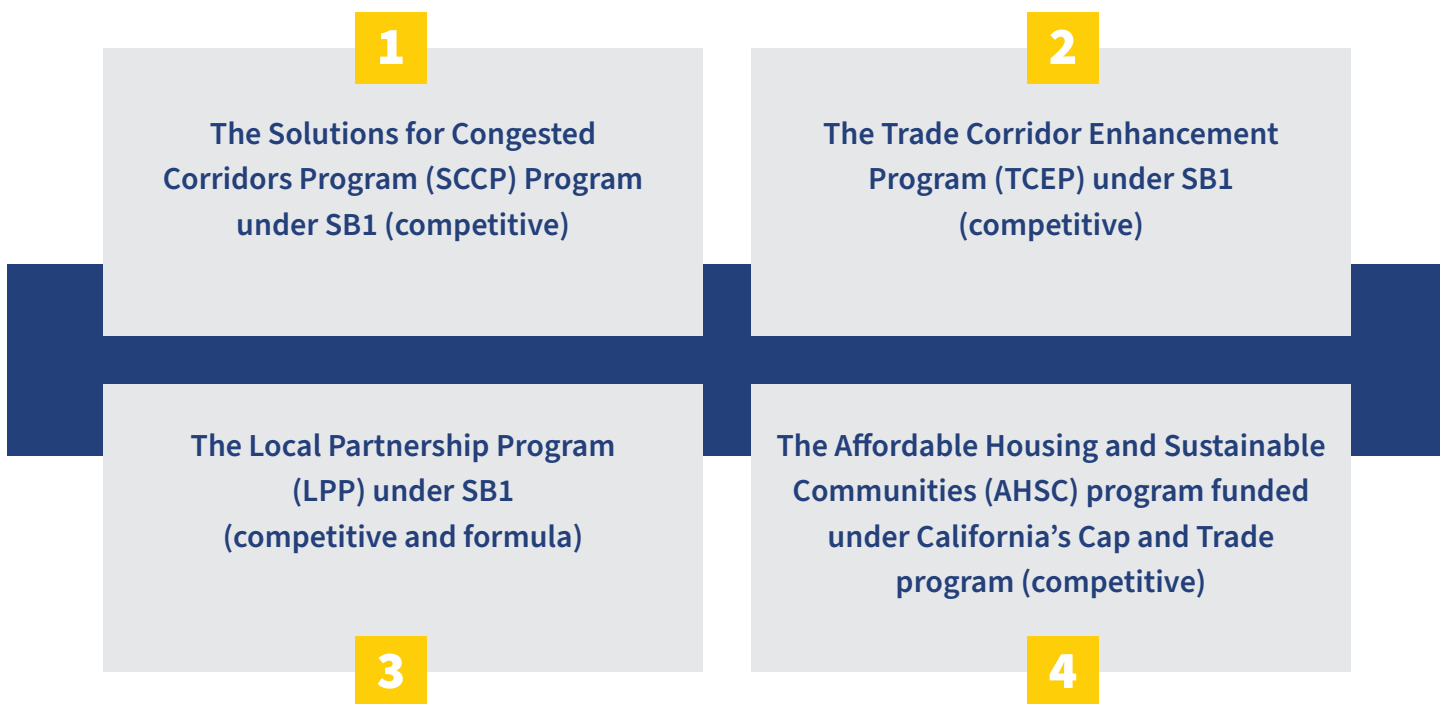 1
The Solutions for Congested
Corridors Program (SCCP) Program
under SB1 (competitive)
2
The Trade Corridor Enhancement
Program (TCEP) under SB1
(competitive)
The Local Partnership Program
(LPP) under SB1
(competitive and formula)
3
The Affordable Housing and Sustainable
Communities (AHSC) program funded
under California’s Cap and Trade
program (competitive)
4